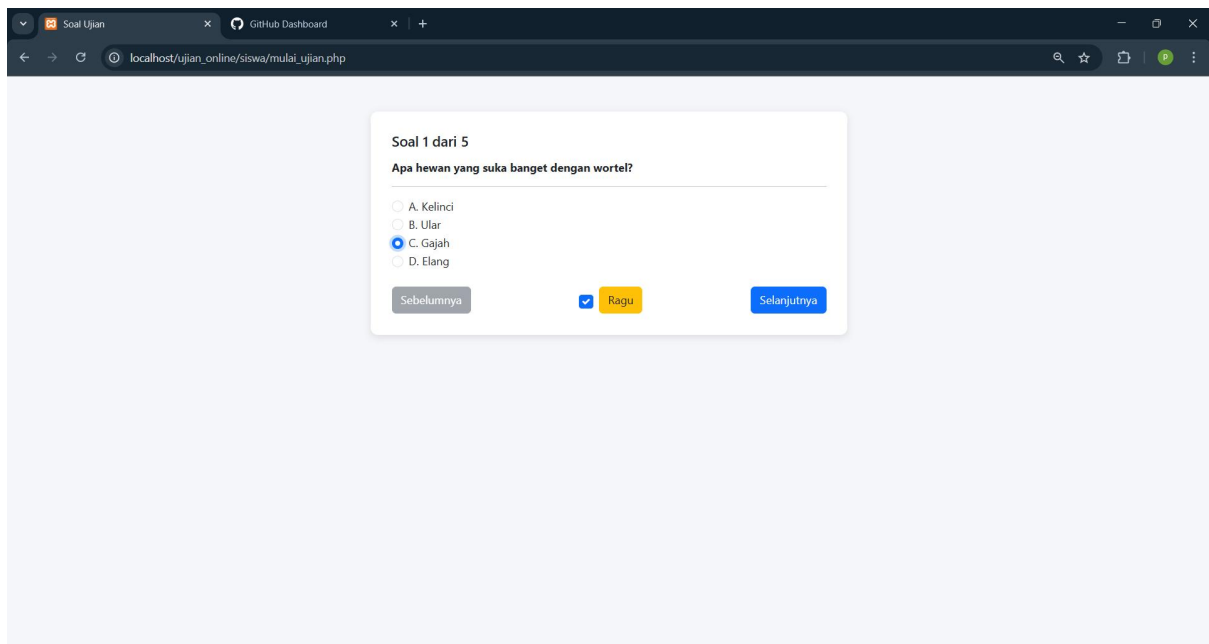 Soal Ujian
GitHub Dashboard
localhost/ujian_online/siswa/mulai_ujian.php
P
Soal 1 dari 5
Apa hewan yang suka banget dengan wortel?
A. Kelinci
B. Ular
C. Gajah
D. Elang
Sebelumnya Ragu Selanjutnya